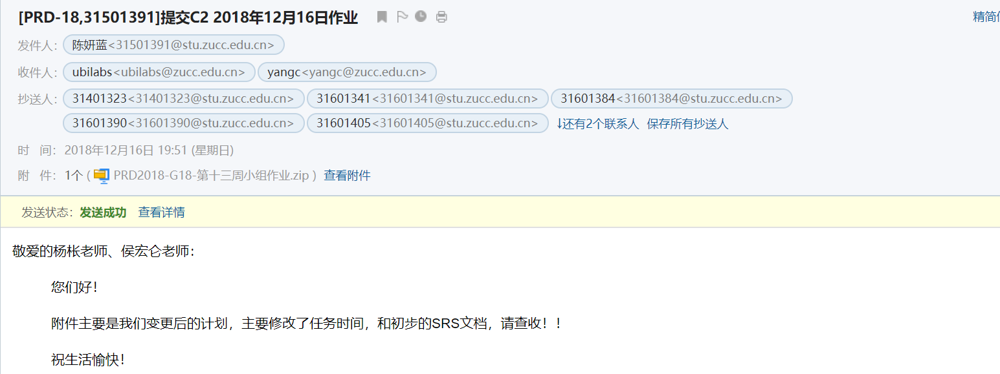 [PRD-18,31501391]提交C2 2018年12月16日作业
精简
发件人：陈妍蓝<31501391@stu.zucc.edu.cn>
收件人：ubilabs<ubilabs@zucc.edu.cn> yangc<yangc@zucc.edu.cn>
抄送人：31401323<31401323@stu.zucc.edu.cn> 31601341<31601341@stu.zucc.edu.cn> 31601384<31601384@stu.zucc.edu.cn>
31601390<31601390@stu.zucc.edu.cn> 31601405<31601405@stu.zucc.edu.cn> ↓还有2个联系人 保存所有抄送人
时 间：2018年12月16日 19:51 (星期日)
附 件：1个 ( PRD2018-G18-第十三周小组作业.zip ) 查看附件
发送状态：发送成功 查看详情
敬爱的杨枨老师、侯宏仑老师：
您们好！
附件主要是我们变更后的计划，主要修改了任务时间，和初步的SRS文档，请查收！！
祝生活愉快！